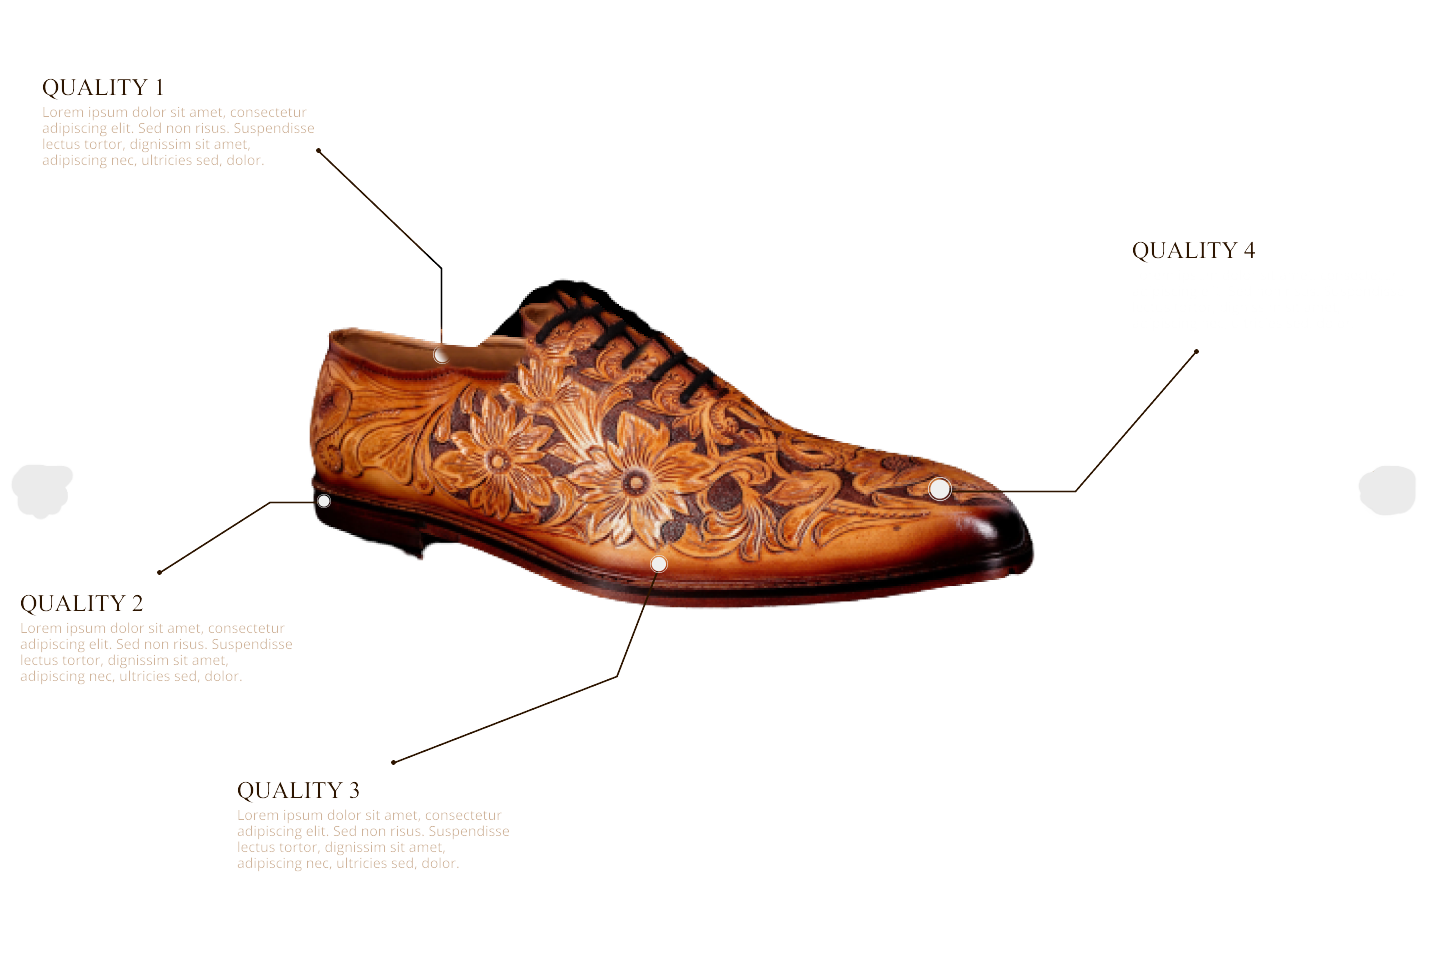 QUALITY 1
Lorem ipsum dolor sit amet, consectetur
adipiscing elit. Sed non risus. Suspendisse
lectus tortor, dignissim sit amet,
adipiscing nec, ultricies sed, dolor.
QUALITY 4
QUALITY 2
Lorem ipsum dolor sit amet, consectetur
adipiscing elit. Sed non risus. Suspendisse
lectus tortor, dignissim sit amet,
adipiscing nec, ultricies sed, dolor.
QUALITY 3
Lorem ipsum dolor sit amet, consectetur
adipiscing elit. Sed non risus. Suspendisse
lectus tortor, dignissim sit amet,
adipiscing nec, ultricies sed, dolor.